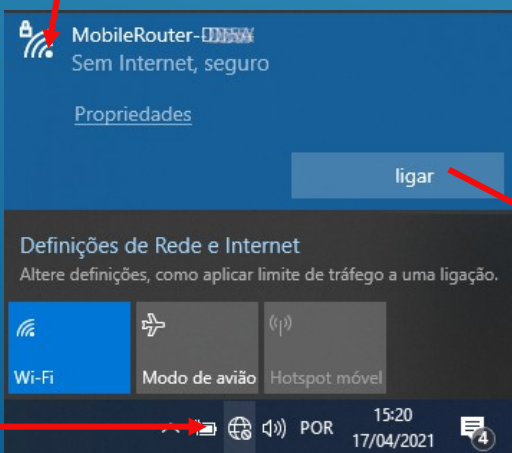 MobileRouter-
Sem Internet, seguro
Propriedades
ligar
Definições de Rede e Internet
Altere definições, como aplicar limite de tráfego a uma ligação.
Wi-Fi
Modo de avião
Hotspot móvel
POR
15:20
17/04/2021
4